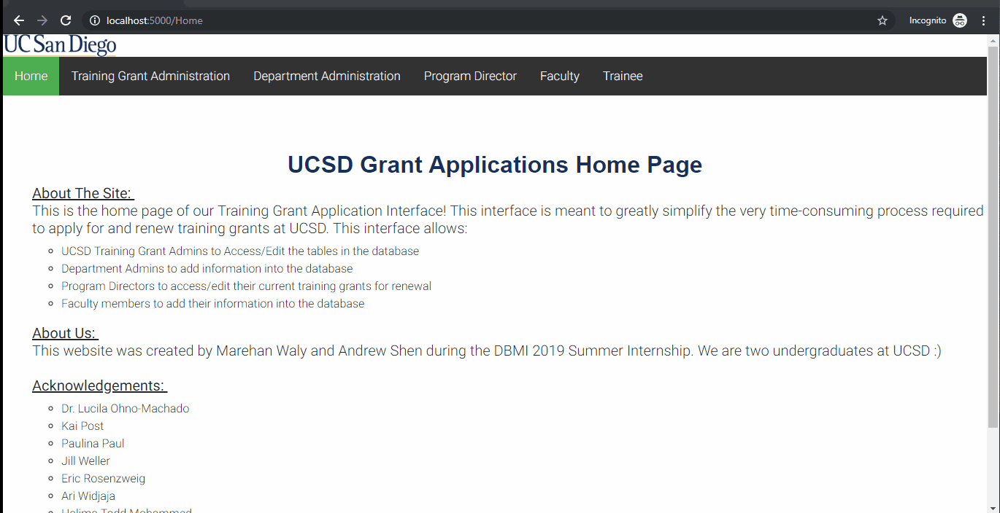 localhost:5000/Home
Incognito
UC San Diego
Home Training Grant Administration Department Administration Program Director Faculty Trainee
UCSD Grant Applications Home Page
About The Site:
This is the home page of our Training Grant Application Interface! This interface is meant to greatly simplify the very time-consuming process required
to apply for and renew training grants at UCSD. This interface allows:
UCSD Training Grant Admins to Access/Edit the tables in the database
Department Admins to add information into the database
Program Directors to access/edit their current training grants for renewal
Faculty members to add their information into the database
About Us:
This website was created by Marehan Waly and Andrew Shen during the DBMI 2019 Summer Internship. We are two undergraduates at UCSD :)
Acknowledgements:
Dr. Lucila Ohno-Machado
Kai Post
Paulina Paul
Jill Weller
Eric Rosenzweig
Ari Widjaja